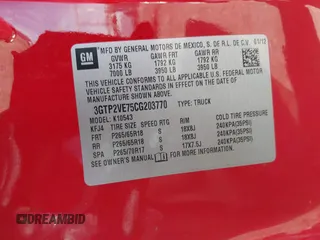 GM
MFD BY GENERAL MOTORS DE MEXICO, S. DE R.L. DE C.V.
GVWR GAWR FRT GAWR RR
3175 KG 1792 KG 1792 KG
7000 LB 3950 LB 3950 LB
THIS VEHICLE CONFORMS TO ALL APPLICABLE U.S. FEDERAL MOTOR
VEHICLE SAFETY STANDARDS IN EFFECT ON THE DATE OF
MANUFACTURE SHOWN ABOVE.
3GTP2VE75CG203770 TYPE: TRUCK
MODEL: K10543
KFJ4 TIRE SIZE SPEED RTG RIM COLD TIRE PRESSURE
FRT P265/65R18 S 18X8J 240KPA(35PSI)
RR P265/65R18 S 18X8J 240KPA(35PSI)
SPA P265/70R17 S 17X7.5J 240KPA(35PSI)
SEE OWNER'S MANUAL FOR MORE INFORMATION.
DREAMBID